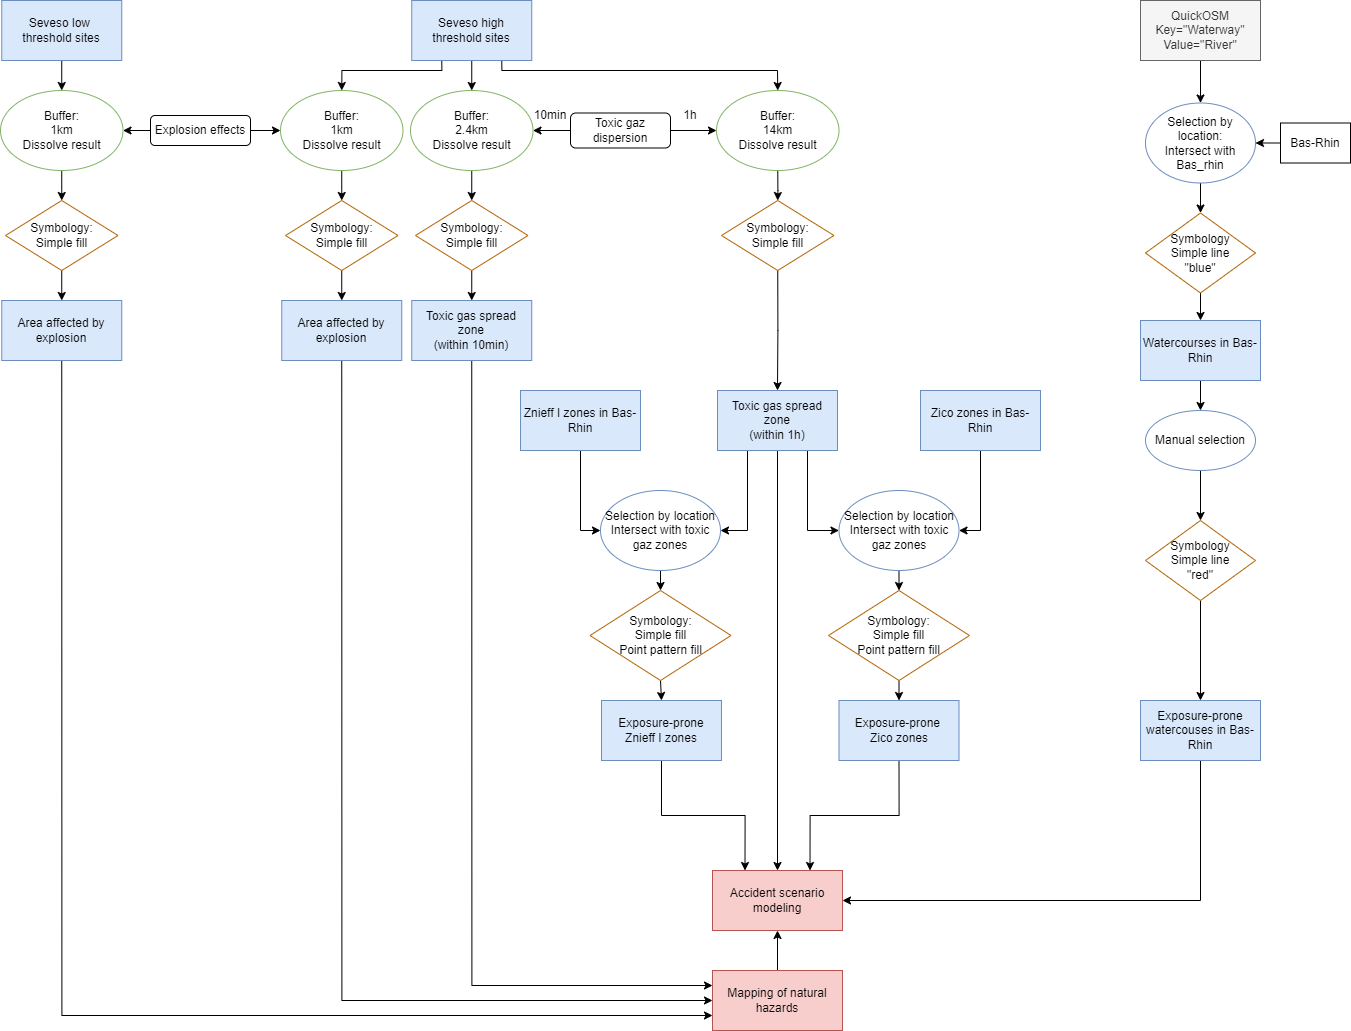 Seveso low
threshold sites
Seveso high
threshold sites
QuickOSM
Key="Waterway"
Value="River"
Buffer:
1km
Dissolve result
Explosion effects
Buffer:
1km
Dissolve result
Buffer:
2.4km
Dissolve result
10min
Toxic gaz
dispersion
1h
Buffer:
14km
Dissolve result
Selection by
location:
Intersect with
Bas_rhin
Bas-Rhin
Symbology:
Simple fill
Symbology:
Simple fill
Symbology:
Simple fill
Symbology:
Simple fill
Symbology
Simple line
"blue"
Area affected by
explosion
Area affected by
explosion
Toxic gas spread
zone
(within 10min)
Watercourses in Bas-
Rhin
Znieff I zones in Bas-
Rhin
Toxic gas spread
zone
(within 1h)
Zico zones in Bas-
Rhin
Manual selection
Selection by location
Intersect with toxic
gaz zones
Selection by location
Intersect with toxic
gaz zones
Symbology
Simple line
"red"
Symbology:
Simple fill
Point pattern fill
Symbology:
Simple fill
Point pattern fill
Exposure-prone
Znieff I zones
Exposure-prone
Zico zones
Exposure-prone
watercouses in Bas-
Rhin
Accident scenario
modeling
Mapping of natural
hazards